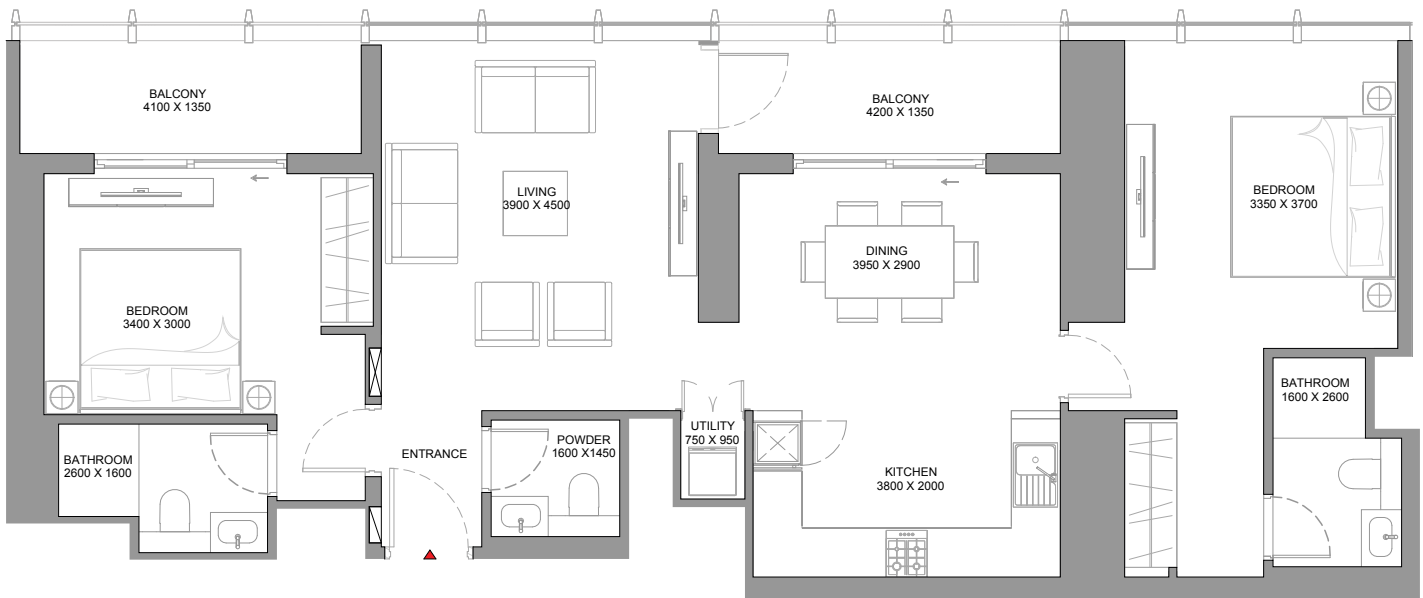 BALCONY
4100 X 1350
BALCONY
4200 X 1350
LIVING
3900 X 4500
BEDROOM
3350 X 3700
DINING
3950 X 2900
BEDROOM
3400 X 3000
BATHROOM
1600 X 2600
BATHROOM
2600 X 1600
ENTRANCE
POWDER
1600 X1450
UTILITY
750 X 950
KITCHEN
3800 X 2000